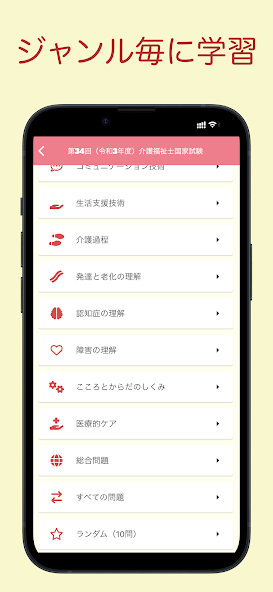 ジャンル毎に学習
第34回（令和3年度）介護福祉士国家試験
コミュニケーション技術
生活支援技術
介護過程
発達と老化の理解
認知症の理解
障害の理解
こころとからだのしくみ
医療的ケア
総合問題
すべての問題
ランダム（10問）